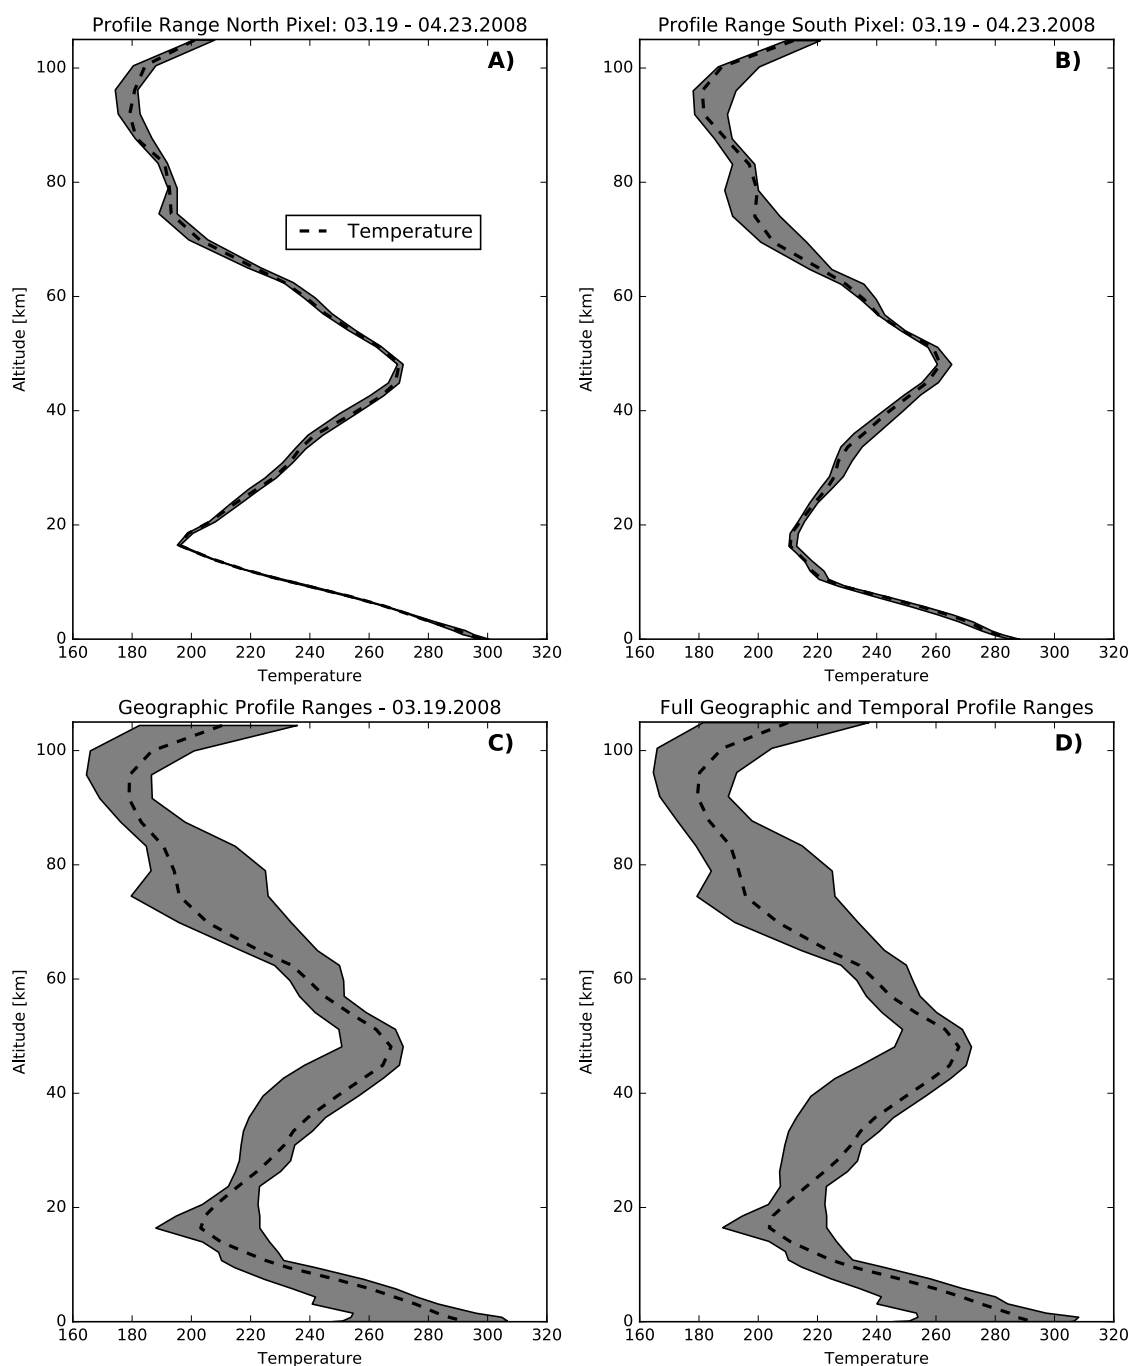 Profile Range North Pixel: 03.19 - 04.23.2008
A)
Temperature
Altitude [km]
100
80
60
40
20
0
160 180 200 220 240 260 280 300 320
Temperature
Profile Range South Pixel: 03.19 - 04.23.2008
B)
Altitude [km]
100
80
60
40
20
0
160 180 200 220 240 260 280 300 320
Temperature
Geographic Profile Ranges - 03.19.2008
C)
Altitude [km]
100
80
60
40
20
0
160 180 200 220 240 260 280 300 320
Temperature
Full Geographic and Temporal Profile Ranges
D)
Altitude [km]
100
80
60
40
20
0
160 180 200 220 240 260 280 300 320
Temperature